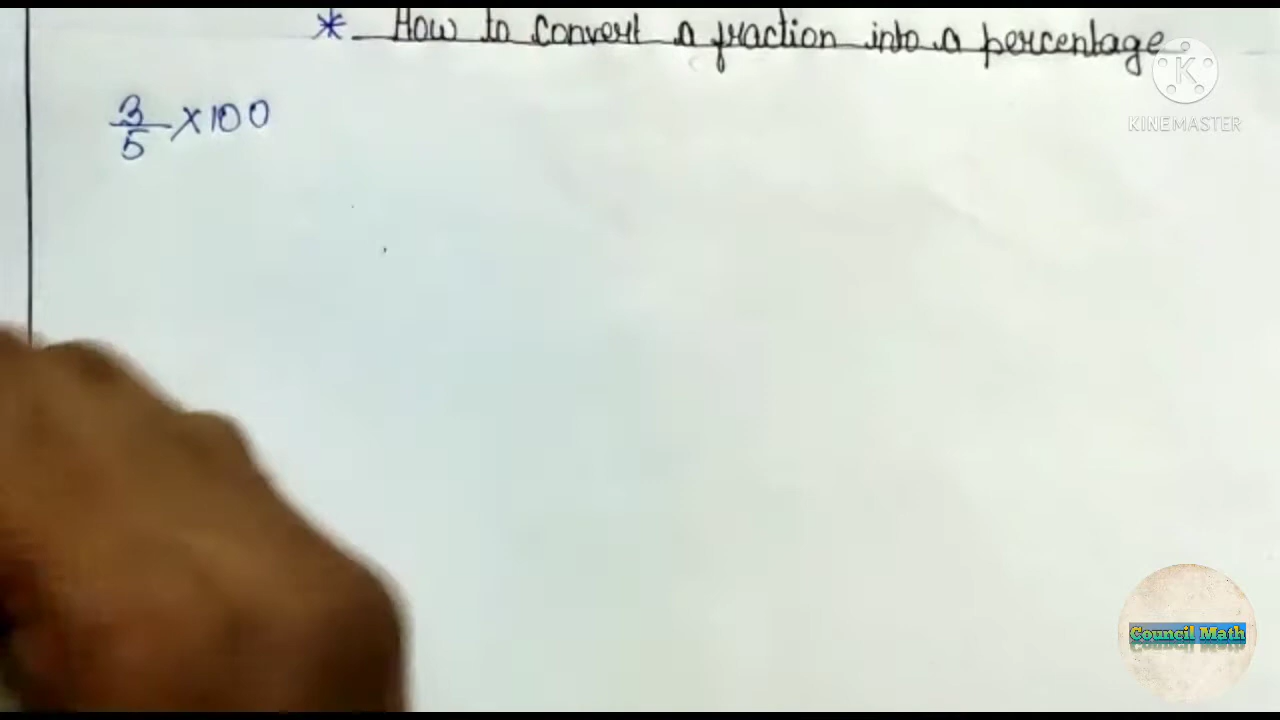 * How to convert a fraction into a percentage
K
KINEMASTER
3/5 × 100
Council Math